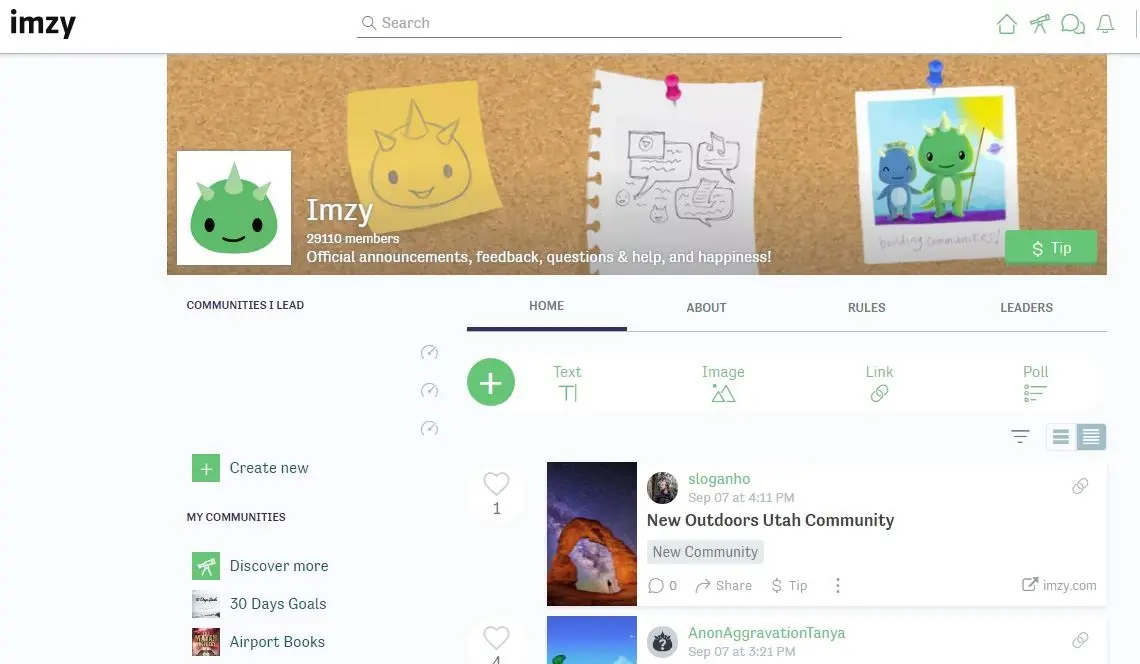 imzy
Search
building communities!
Imzy
29110 members
Official announcements, feedback, questions & help, and happiness!
$ Tip
COMMUNITIES I LEAD
HOME
ABOUT
RULES
LEADERS
Text
Image
Link
Poll
Create new
MY COMMUNITIES
Discover more
30 Days Goals
Airport Books
1
sloganho
Sep 07 at 4:11 PM
New Outdoors Utah Community
New Community
0
Share
$ Tip
imzy.com
4
AnonAggravationTanya
Sep 07 at 3:21 PM